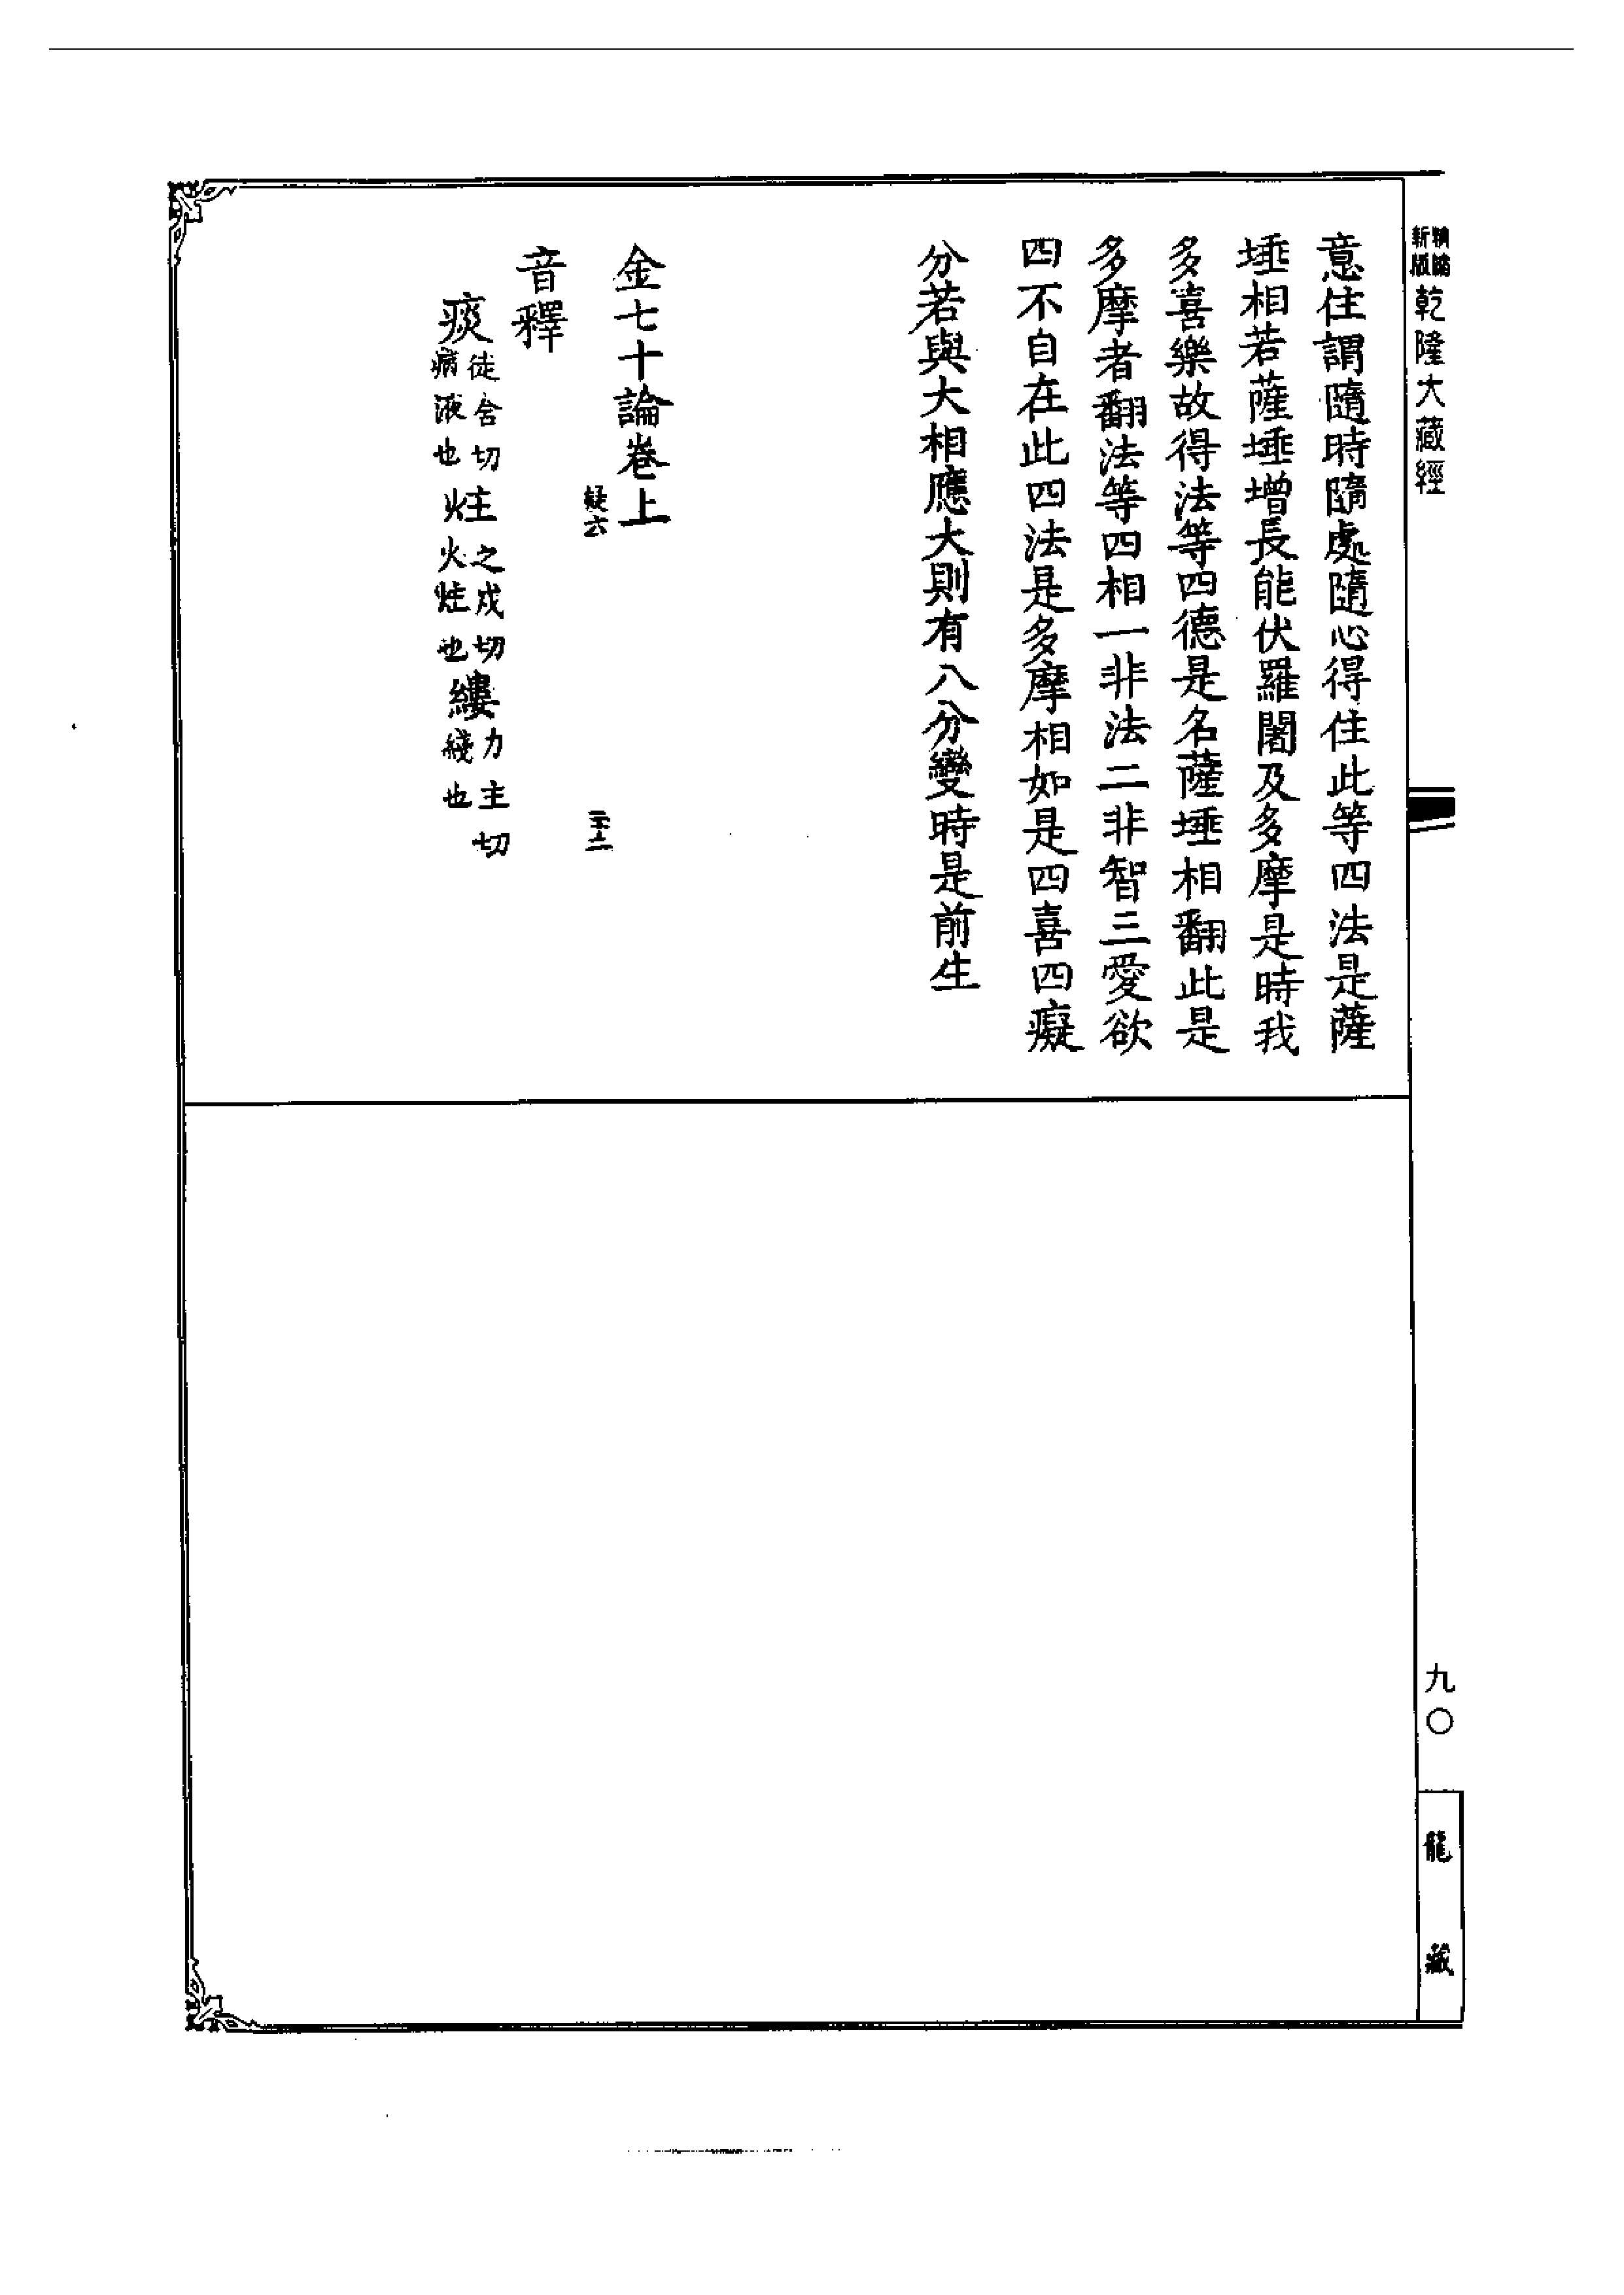 新版
乾隆大藏經
意住謂隨時隨處隨心得住此等四法是薩
埵相若薩埵增長能伏羅闍及多摩是時我
多喜樂故得法等四德是名薩埵相翻此是
多摩者翻法等四相一非法二非智三愛欲
四不自在此四法是多摩相如是四喜四癡
分若與大相應大則有八分變時是前生
金七十論卷上
疑六
音釋
痰徒含切病液也炷之戍切火炷也縷力主切綫也
九〇
龍藏